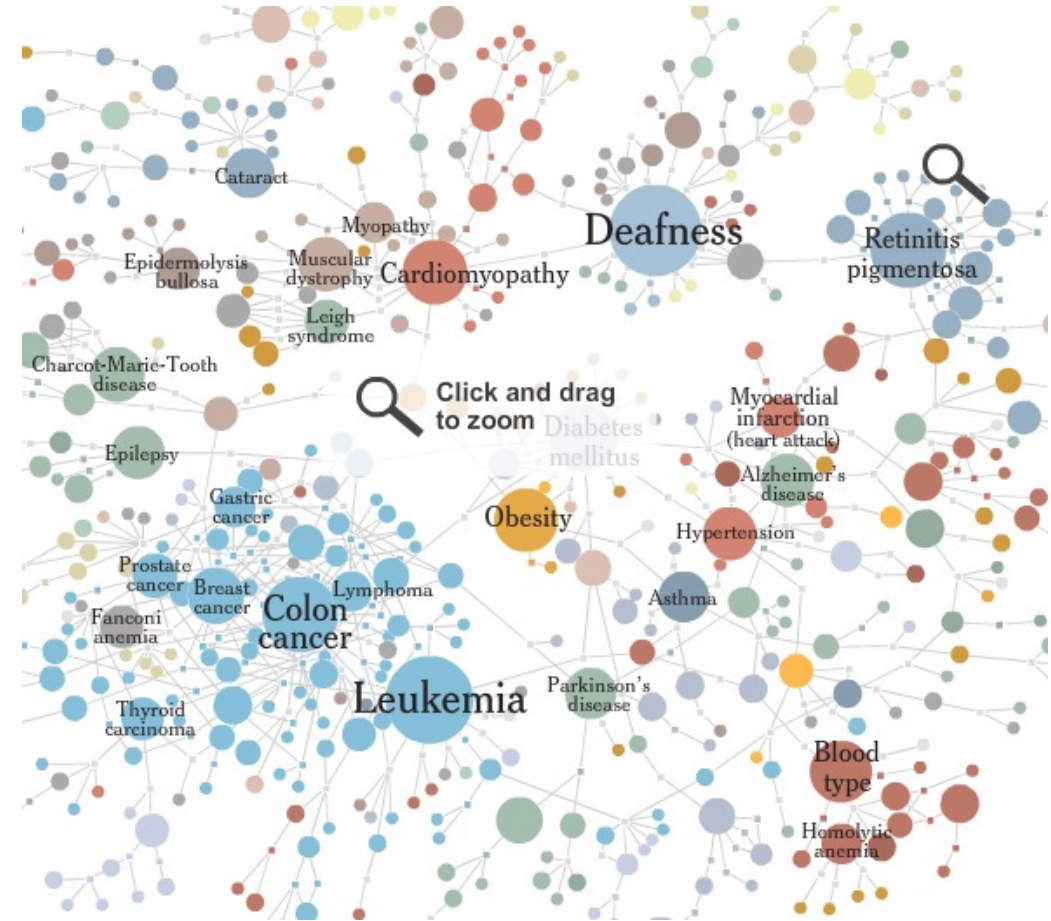 Cataract
Deafness
Myopathy
Retinitis
pigmentosa
Epidermolysis
bullosa
Muscular
dystrophy
Cardiomyopathy
Leigh
syndrome
Charcot-Marie-Tooth
disease
Click and drag
to zoom
Diabetes
mellitus
Myocardial
infarction
(heart attack)
Epilepsy
Alzheimer's
disease
Gastric
cancer
Obesity
Hypertension
Prostate
cancer
Breast
cancer
Lymphoma
Colon
cancer
Asthma
Fanconi
anemia
Leukemia
Parkinson's
disease
Thyroid
carcinoma
Blood
type
Hemolytic
anemia